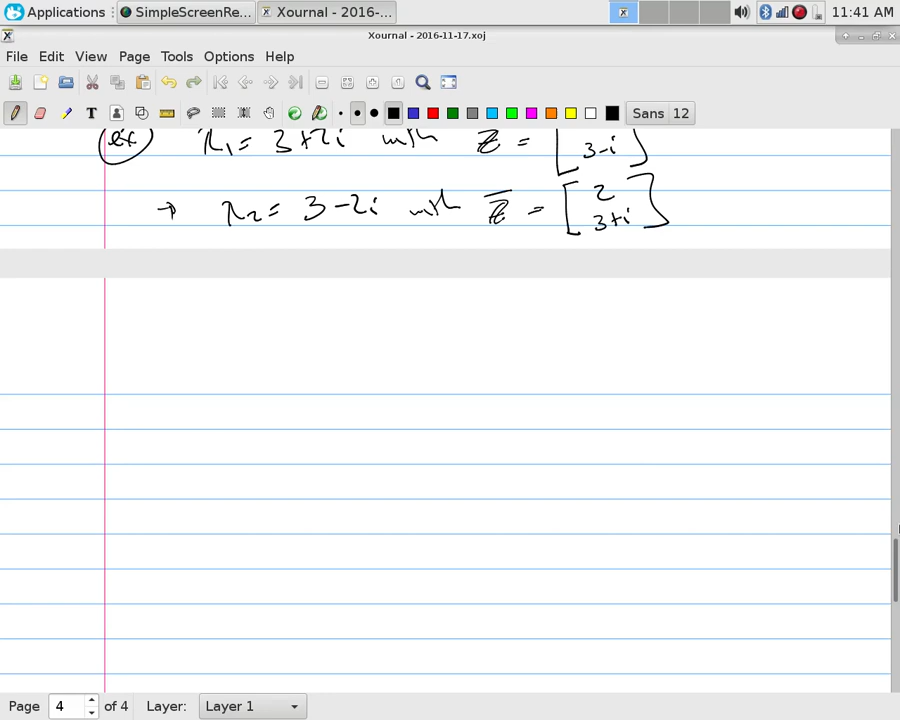 Applications
SimpleScreenRe...
Xournal - 2016-...
11:41 AM
Xournal - 2016-11-17.xoj
File Edit View Page Tools Options Help
Sans 12
ex λ₁ = 3+2i with z = [ 3-i ]
→ λ₂ = 3-2i with z̄ = [ 2
3+i ]
Page 4 of 4 Layer: Layer 1